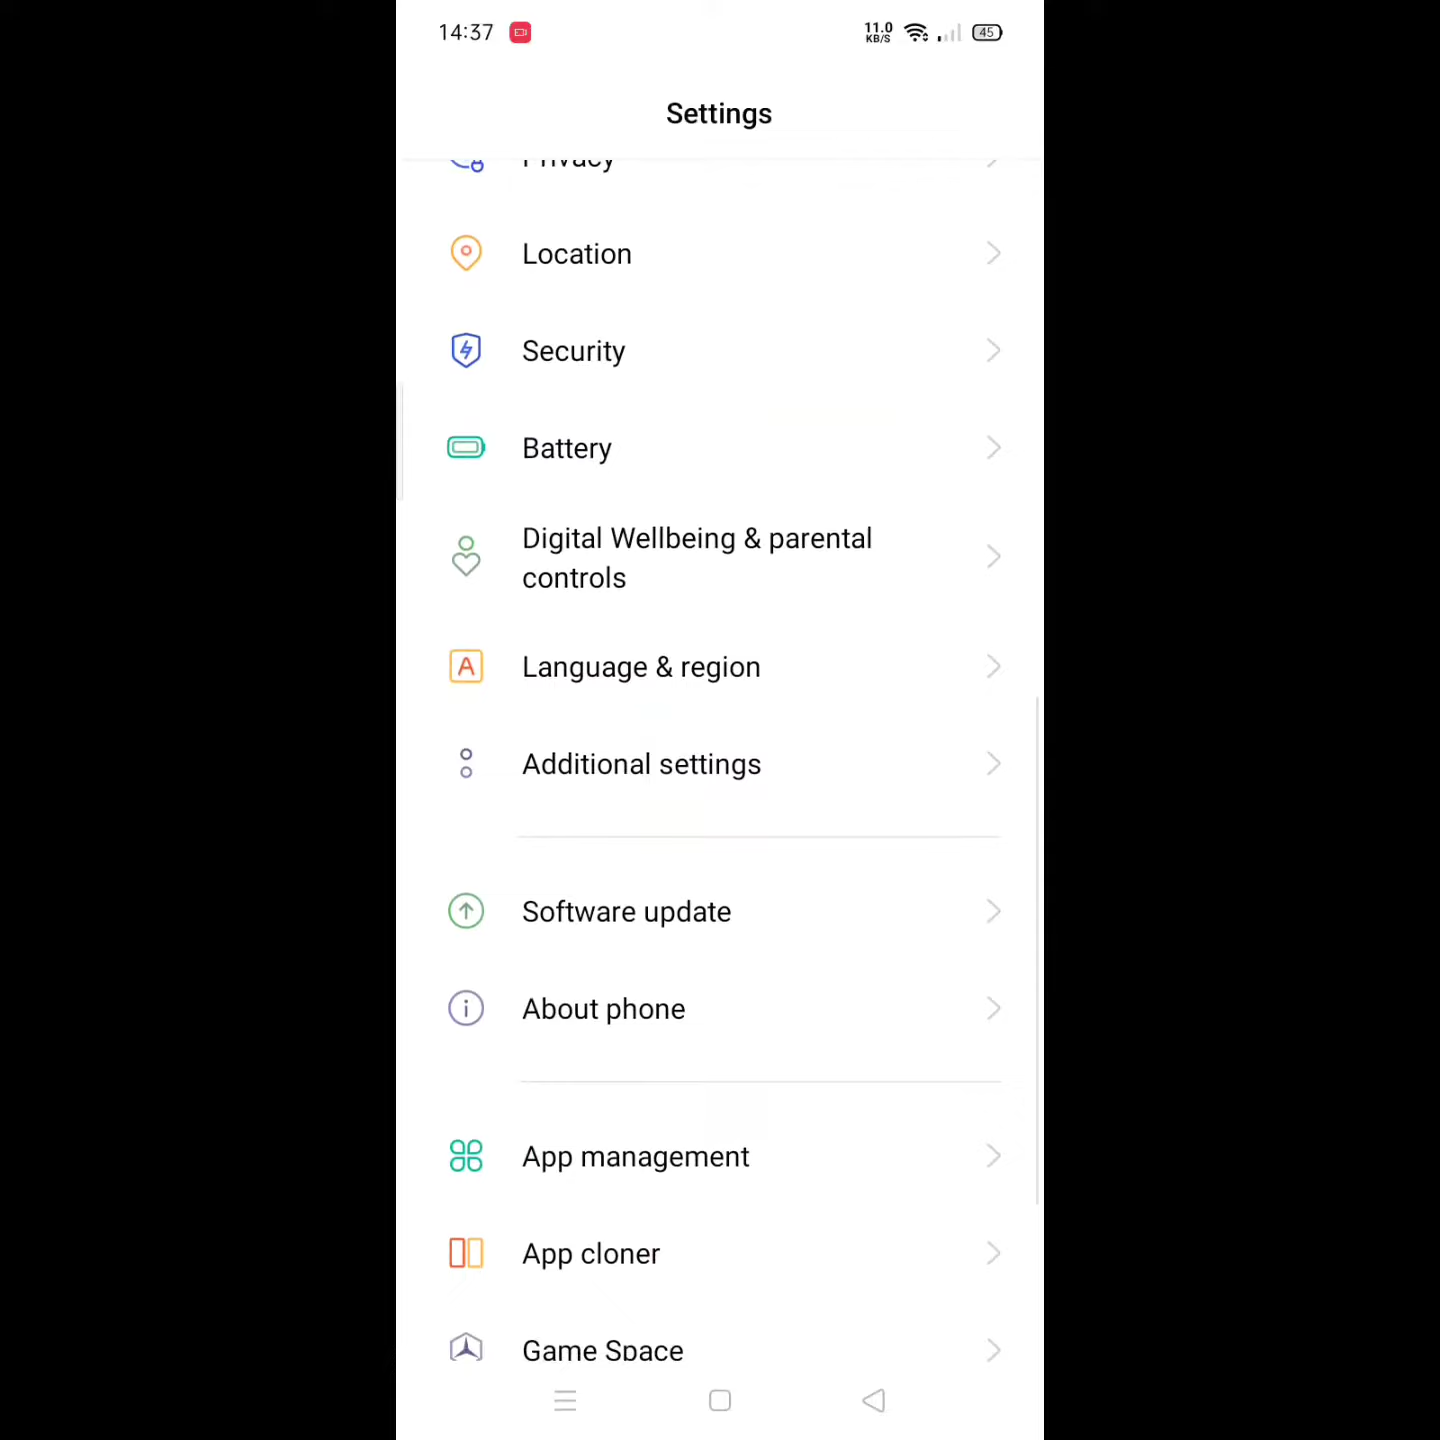 14:37
11.0
KB/S
45
Settings
Privacy
Location
Security
Battery
Digital Wellbeing & parental
controls
A
Language & region
Additional settings
Software update
About phone
App management
App cloner
Game Space